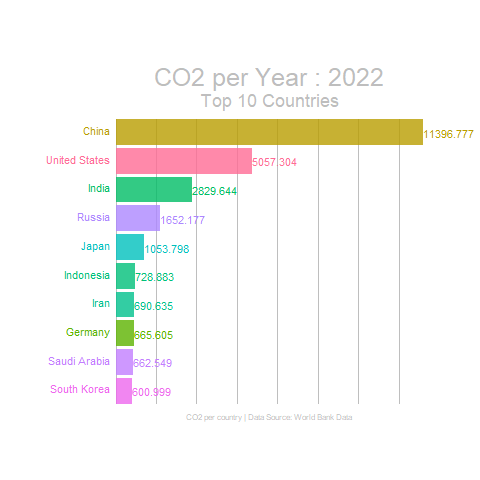 CO2 per Year : 2022
Top 10 Countries
China 11396.777
United States 5057.304
India 2829.644
Russia 1652.177
Japan 1053.798
Indonesia 728.883
Iran 690.635
Germany 665.605
Saudi Arabia 662.549
South Korea 600.999
CO2 per country | Data Source: World Bank Data